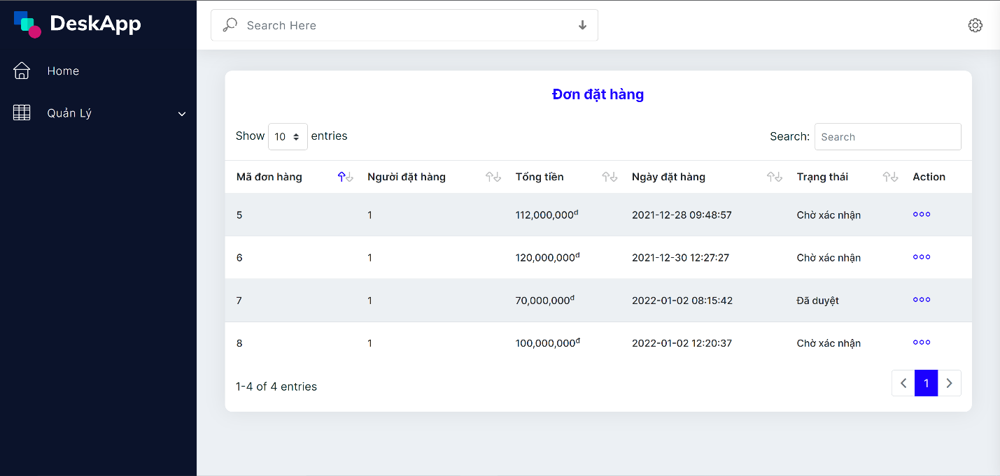 DeskApp
Search Here
Home
Quản Lý
Đơn đặt hàng
Show 10 entries
Search: Search
Mã đơn hàng Người đặt hàng Tổng tiền Ngày đặt hàng Trạng thái Action
5 1 112,000,000đ 2021-12-28 09:48:57 Chờ xác nhận
6 1 120,000,000đ 2021-12-30 12:27:27 Chờ xác nhận
7 1 70,000,000đ 2022-01-02 08:15:42 Đã duyệt
8 1 100,000,000đ 2022-01-02 12:20:37 Chờ xác nhận
1-4 of 4 entries
1